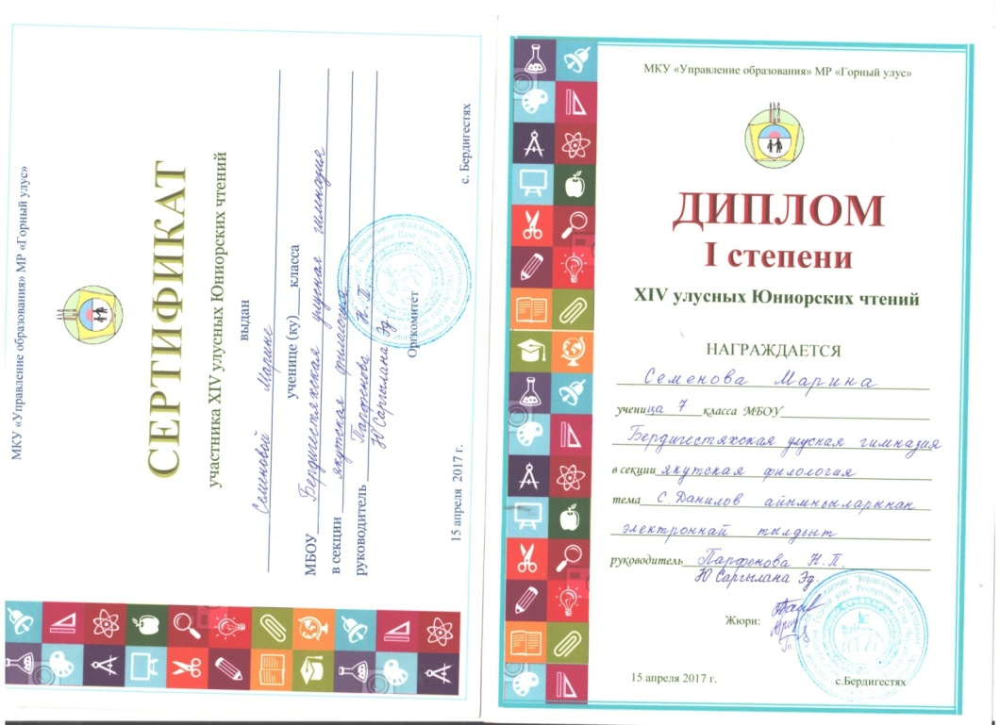 МКУ «Управление образования» МР «Горный улус»
СЕРТИФИКАТ
участника XIV улусных Юниорских чтений
выдан
Семеновой Марине
ученице (ку) класса
МБОУ Бердигестяхская улусная гимназия
в секции якутская филология
руководитель Парфенова Н. П.
Ю Саргылана Эд.
Оргкомитет
15 апреля 2017 г. с. Бердигестях
МКУ «Управление образования» МР «Горный улус»
ДИПЛОМ
I степени
XIV улусных Юниорских чтений
НАГРАЖДАЕТСЯ
Семенова Марина
ученица 7 класса МБОУ
Бердигестяхская улусная гимназия
в секции якутская филология
тема С. Данилов айымньыларынан
электроннай тылдьыт
руководитель Парфенова Н. П.
Ю Саргылана Эд.
Жюри:
15 апреля 2017 г. с.Бердигестях